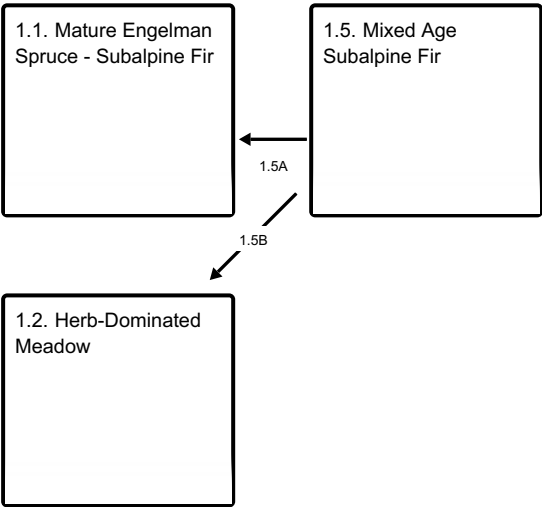 1.1. Mature Engelman
Spruce - Subalpine Fir
1.5. Mixed Age
Subalpine Fir
1.5A
1.5B
1.2. Herb-Dominated
Meadow